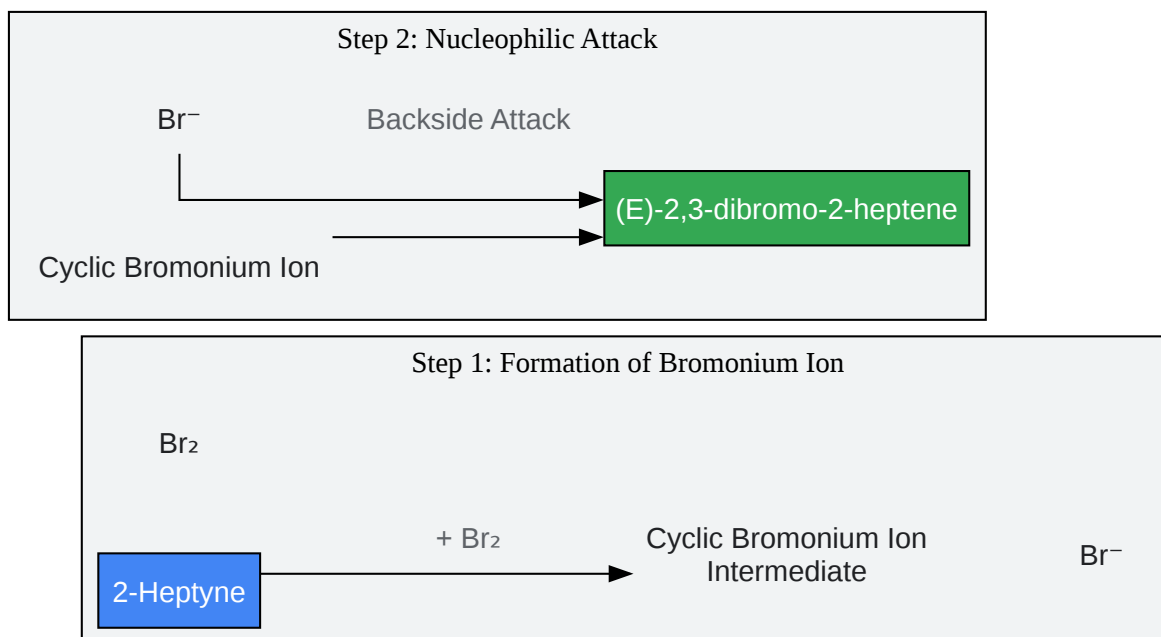 Step 2: Nucleophilic Attack
Br⁻
Backside Attack
(E)-2,3-dibromo-2-heptene
Cyclic Bromonium Ion
Step 1: Formation of Bromonium Ion
Br₂
+ Br₂
Cyclic Bromonium Ion
Intermediate
Br⁻
2-Heptyne